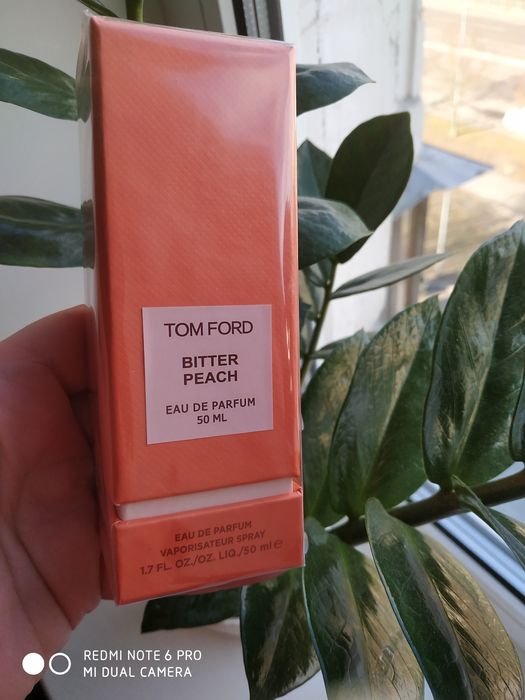 TOM FORD
BITTER
PEACH
EAU DE PARFUM
50 ML
EAU DE PARFUM
VAPORISATEUR SPRAY
1.7 FL. OZ./OZ. LIQ./50 ml ℮
REDMI NOTE 6 PRO
MI DUAL CAMERA